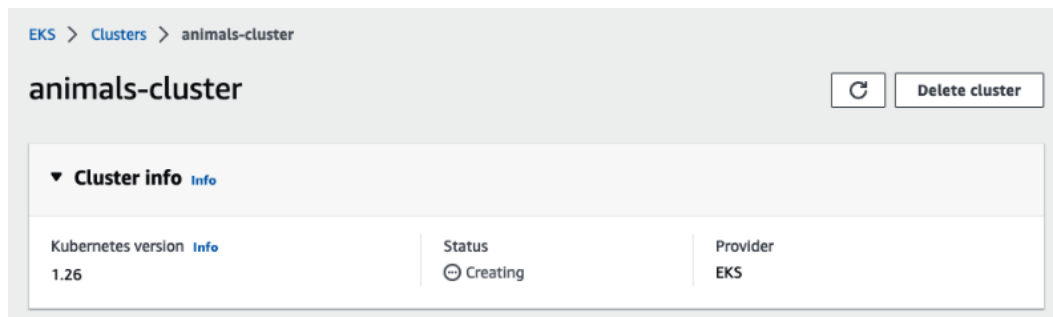 EKS > Clusters > animals-cluster
animals-cluster
Delete cluster
Cluster info Info
Kubernetes version Info
Status
Provider
1.26
Creating
EKS